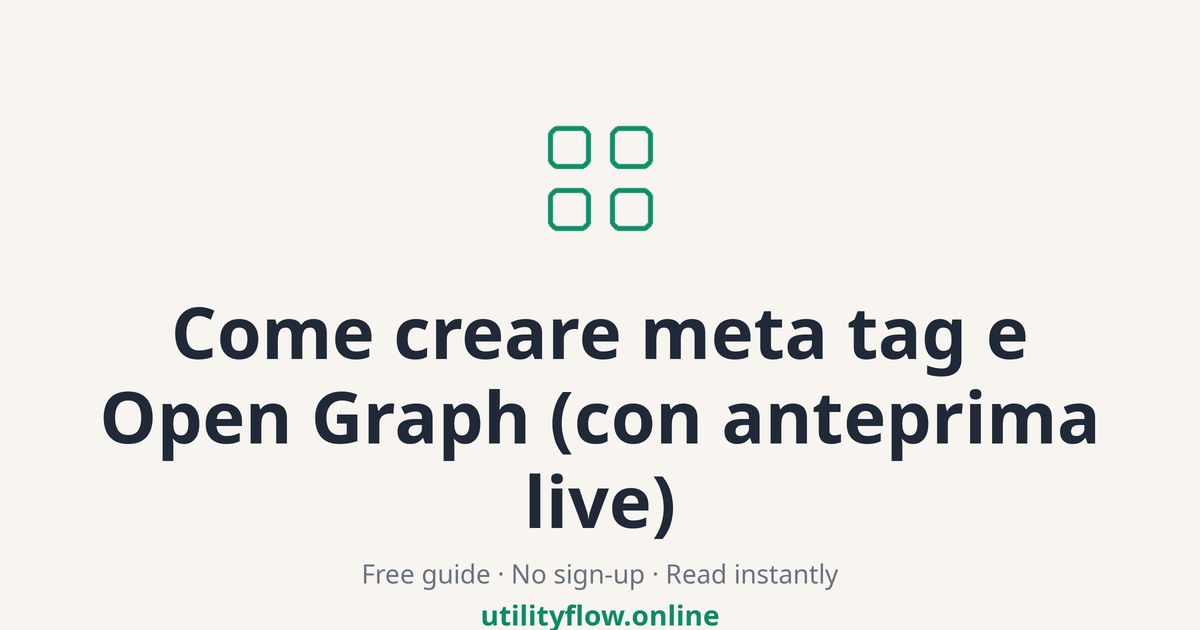 Come creare meta tag e
Open Graph (con anteprima
live)
Free guide · No sign-up · Read instantly
utilityflow.online